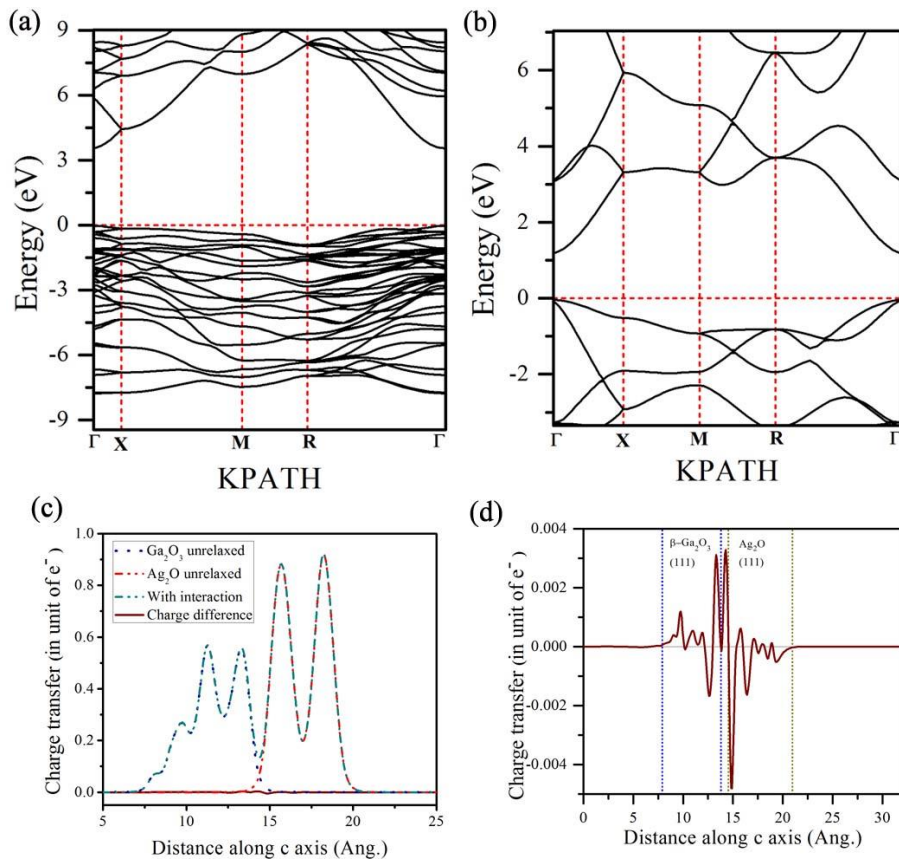 (a)
9
6
3
0
-3
-6
-9
Energy (eV)
Γ X M R Γ
KPATH
(b)
6
4
2
0
-2
Energy (eV)
Γ X M R Γ
KPATH
(c)
1.0
0.8
0.6
0.4
0.2
0.0
Charge transfer (in unit of e⁻)
Ga₂O₃ unrelaxed
Ag₂O unrelaxed
With interaction
Charge difference
5 10 15 20 25
Distance along c axis (Ang.)
(d)
0.004
0.002
0.000
-0.002
-0.004
Charge transfer (in unit of e⁻)
β-Ga₂O₃ Ag₂O
(111) (111)
0 5 10 15 20 25 30
Distance along c axis (Ang.)